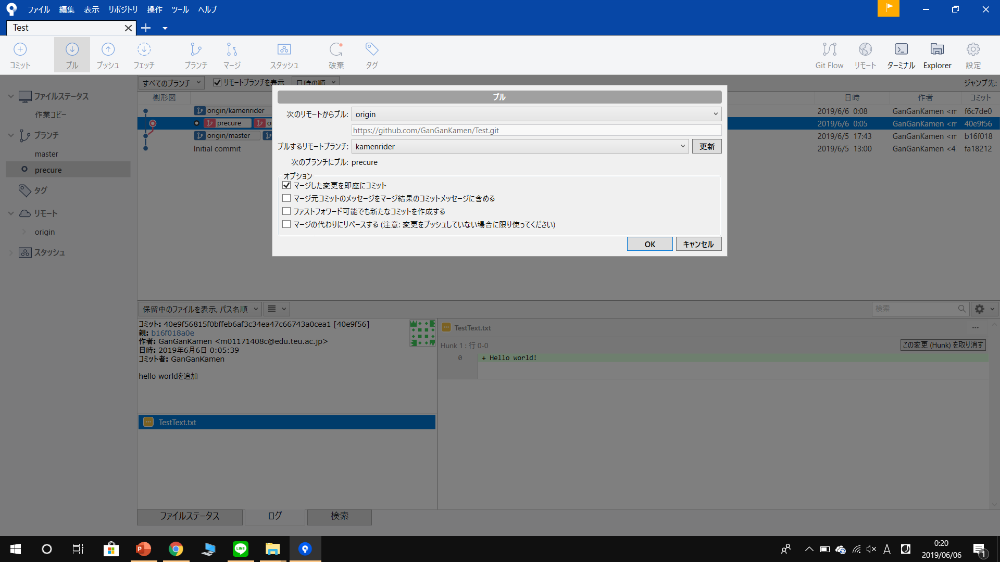 ファイル 編集 表示 リポジトリ 操作 ツール ヘルプ
Test
コミット プル プッシュ フェッチ ブランチ マージ スタッシュ 破棄 タグ Git Flow リモート ターミナル Explorer 設定
すべてのブランチ リモートブランチを表示 日時の順 ジャンプ先:
樹形図 日時 作者 コミット
origin/kamenrider 2019/6/6 0:08 GanGanKamen <m f6c7de0
precure o 2019/6/6 0:05 GanGanKamen <m 40e9f56
origin/master 2019/6/5 17:43 GanGanKamen <m b16f018
Initial commit 2019/6/5 13:00 GanGanKamen <4 fa18212
ファイルステータス
作業コピー
ブランチ
master
precure
タグ
リモート
origin
スタッシュ
プル
次のリモートからプル: origin
https://github.com/GanGanKamen/Test.git
プルするリモートブランチ: kamenrider 更新
次のブランチにプル: precure
オプション
マージした変更を即座にコミット
マージ元コミットのメッセージをマージ結果のコミットメッセージに含める
ファストフォワード可能でも新たなコミットを作成する
マージの代わりにリベースする (注意: 変更をプッシュしていない場合に限り使ってください)
OK キャンセル
保留中のファイルを表示, パス名順 検索
コミット: 40e9f56815f0bffeb6af3c34ea47c66743a0cea1 [40e9f56]
親: b16f018a0e
作者: GanGanKamen <m01171408c@edu.teu.ac.jp>
日時: 2019年6月6日 0:05:39
コミット者: GanGanKamen
hello worldを追加
TestText.txt
TestText.txt
Hunk 1 : 行 0-0 この変更 (Hunk) を取り消す
0 + Hello world!
ファイルステータス ログ 検索
LINE
A J
0:20
2019/06/06
1